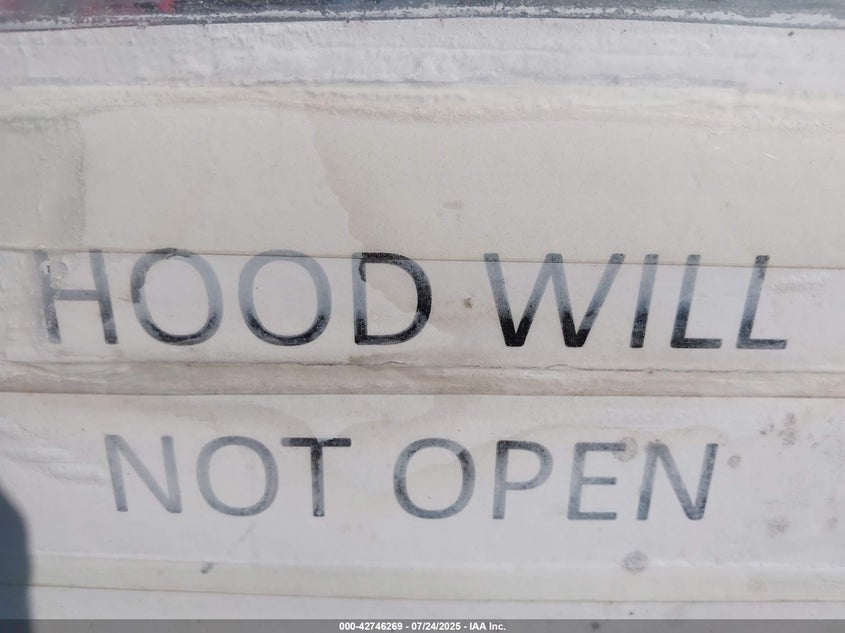 HOOD WILL
NOT OPEN
000-42746269 - 07/24/2025 - IAA Inc.